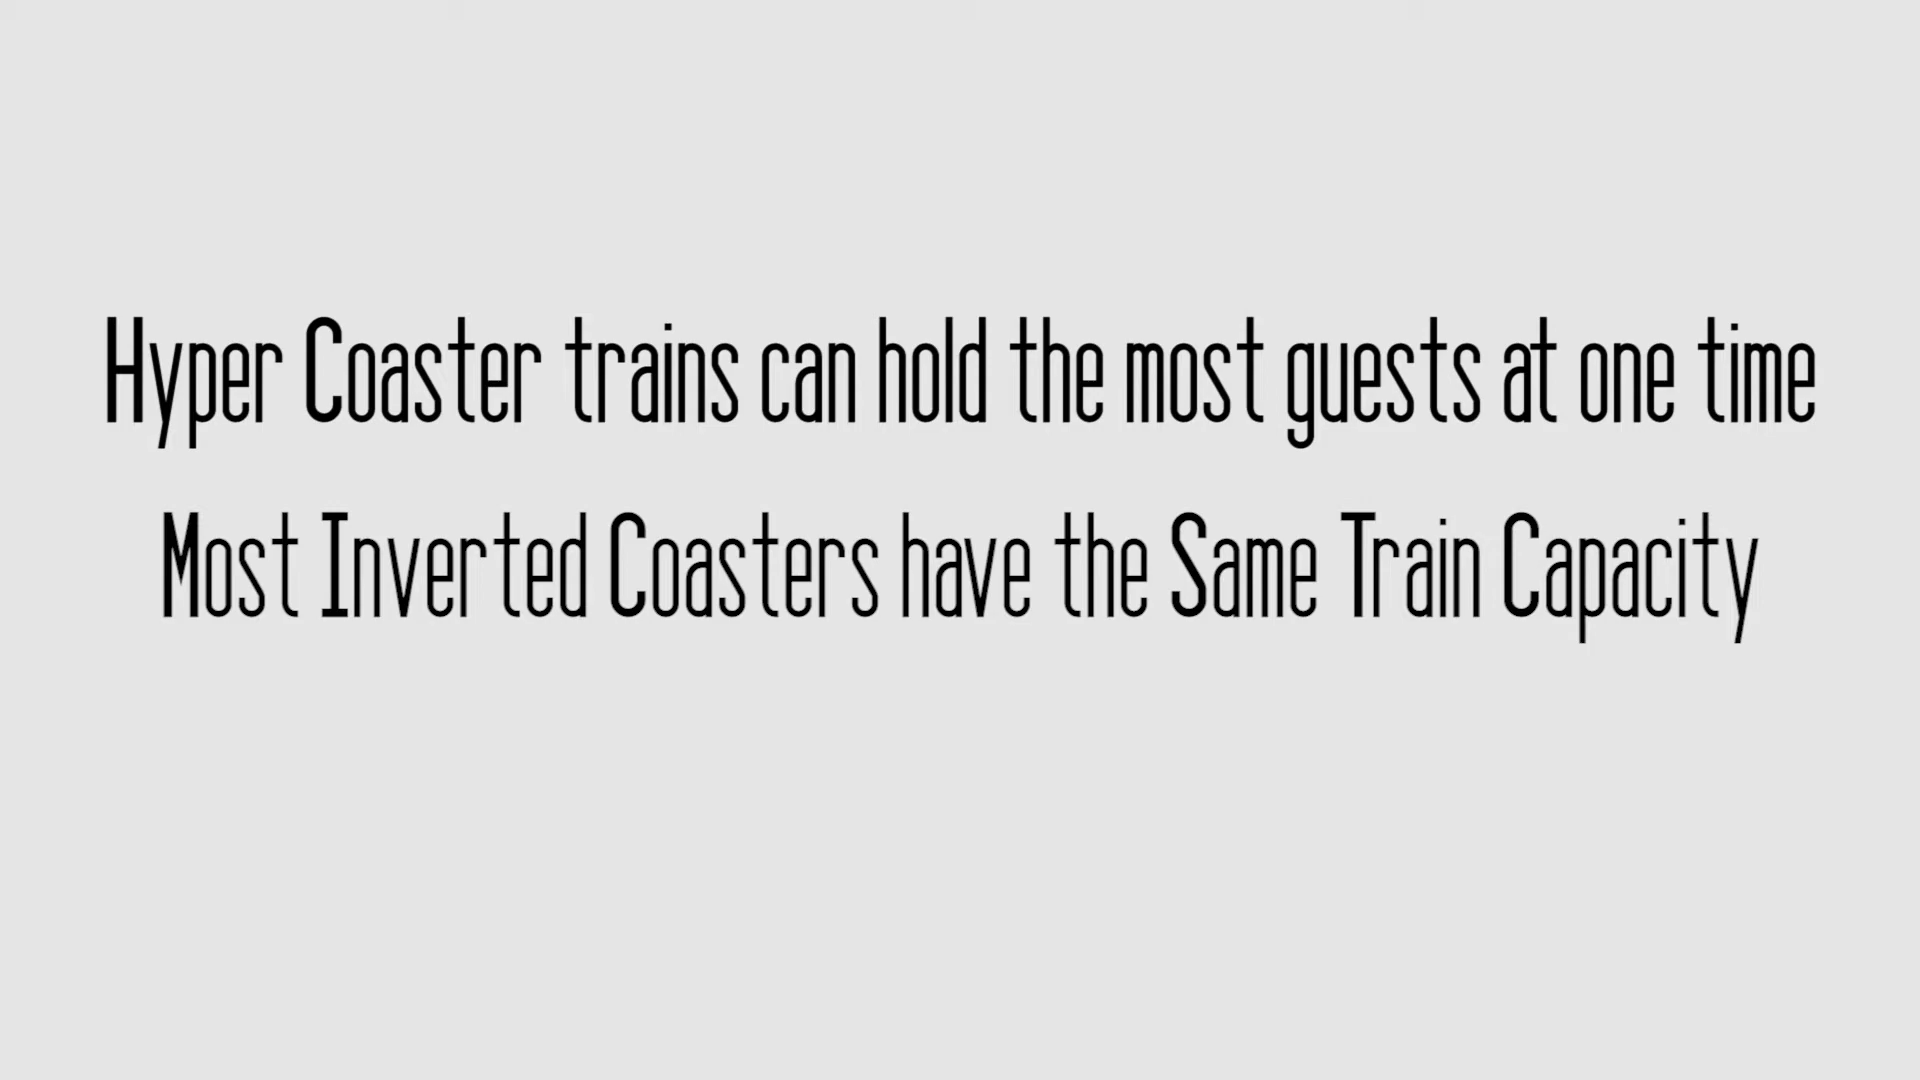 Hyper Coaster trains can hold the most guests at one time
Most Inverted Coasters have the Same Train Capacity